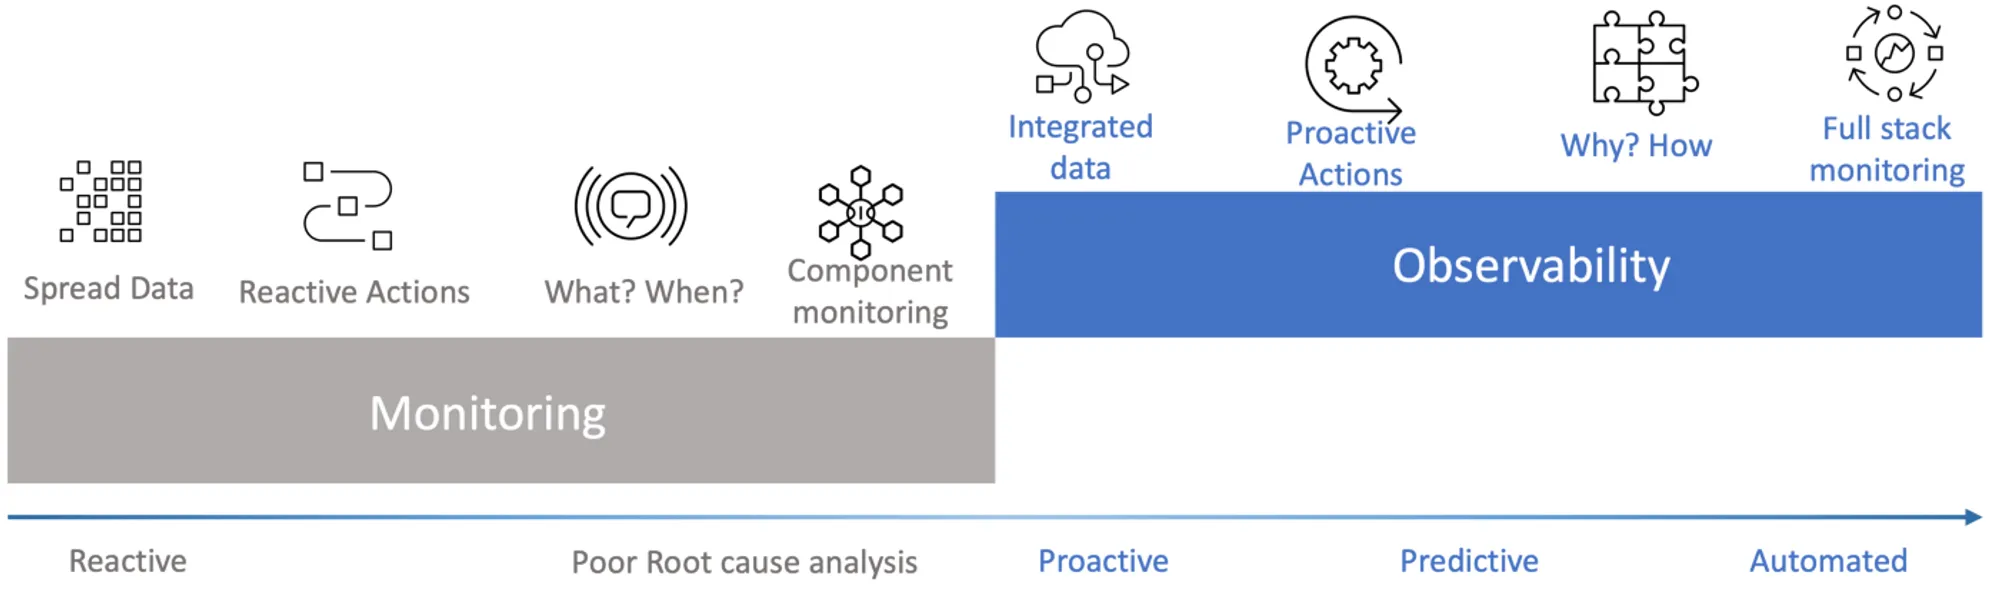 Integrated
data
Proactive
Actions
Why? How
Full stack
monitoring
Spread Data
Reactive Actions
What? When?
Component
monitoring
Observability
Monitoring
Reactive
Poor Root cause analysis
Proactive
Predictive
Automated